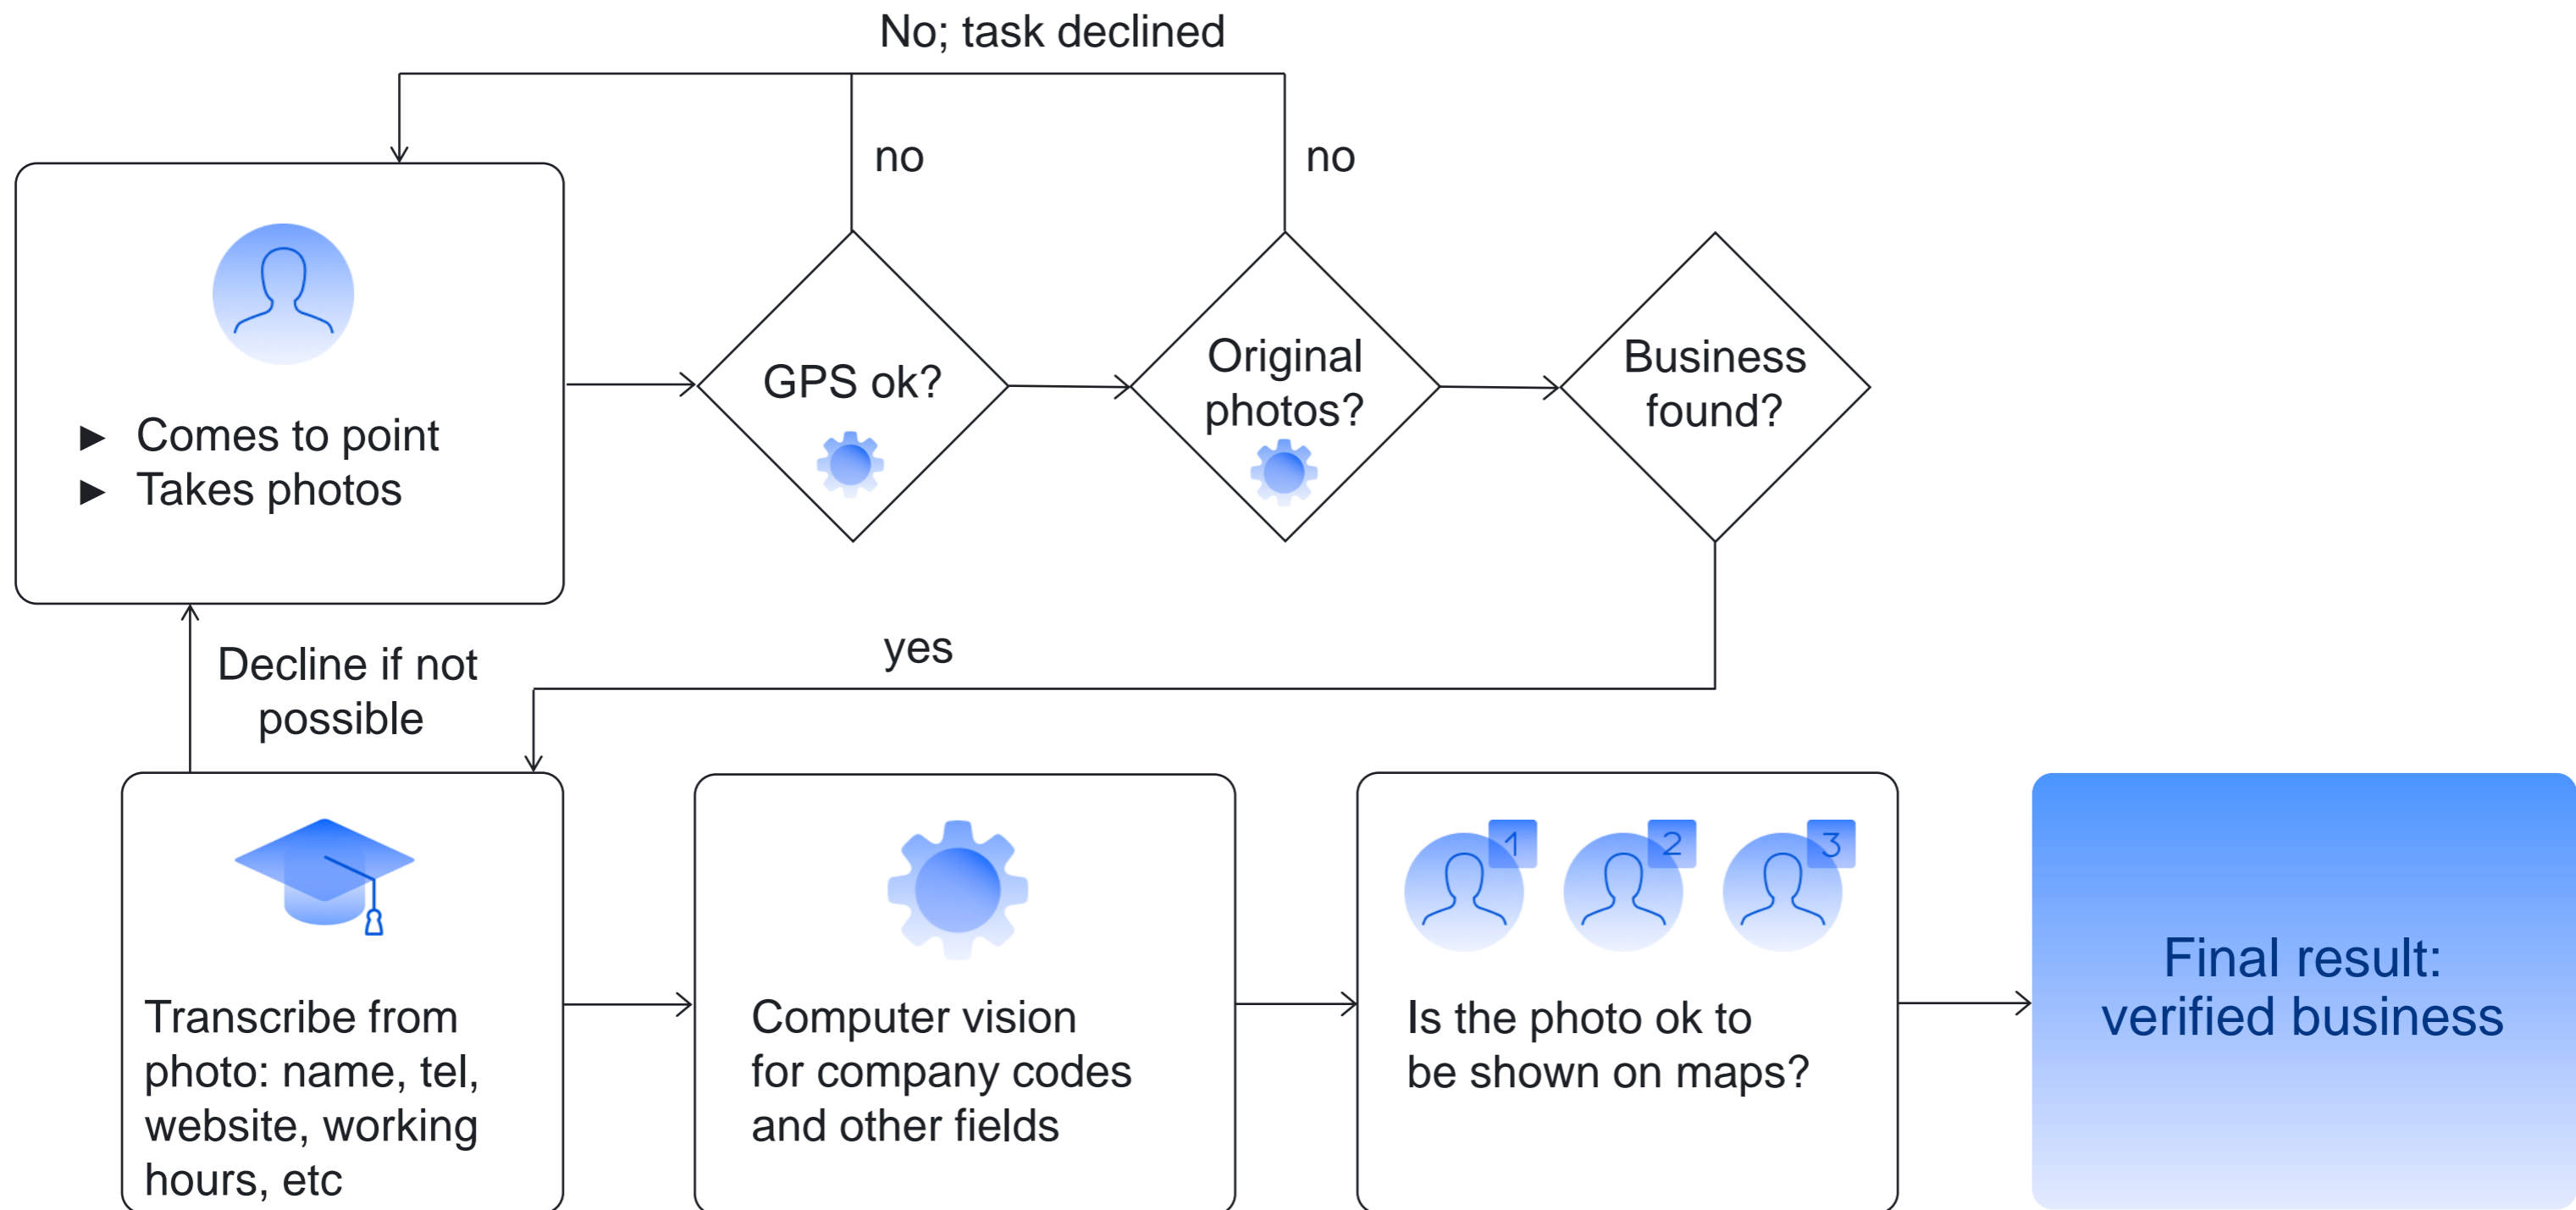 No; task declined
no
no
► Comes to point
► Takes photos
GPS ok?
Original
photos?
Business
found?
yes
Decline if not
possible
Transcribe from
photo: name, tel,
website, working
hours, etc
Computer vision
for company codes
and other fields
1
2
3
Is the photo ok to
be shown on maps?
Final result:
verified business